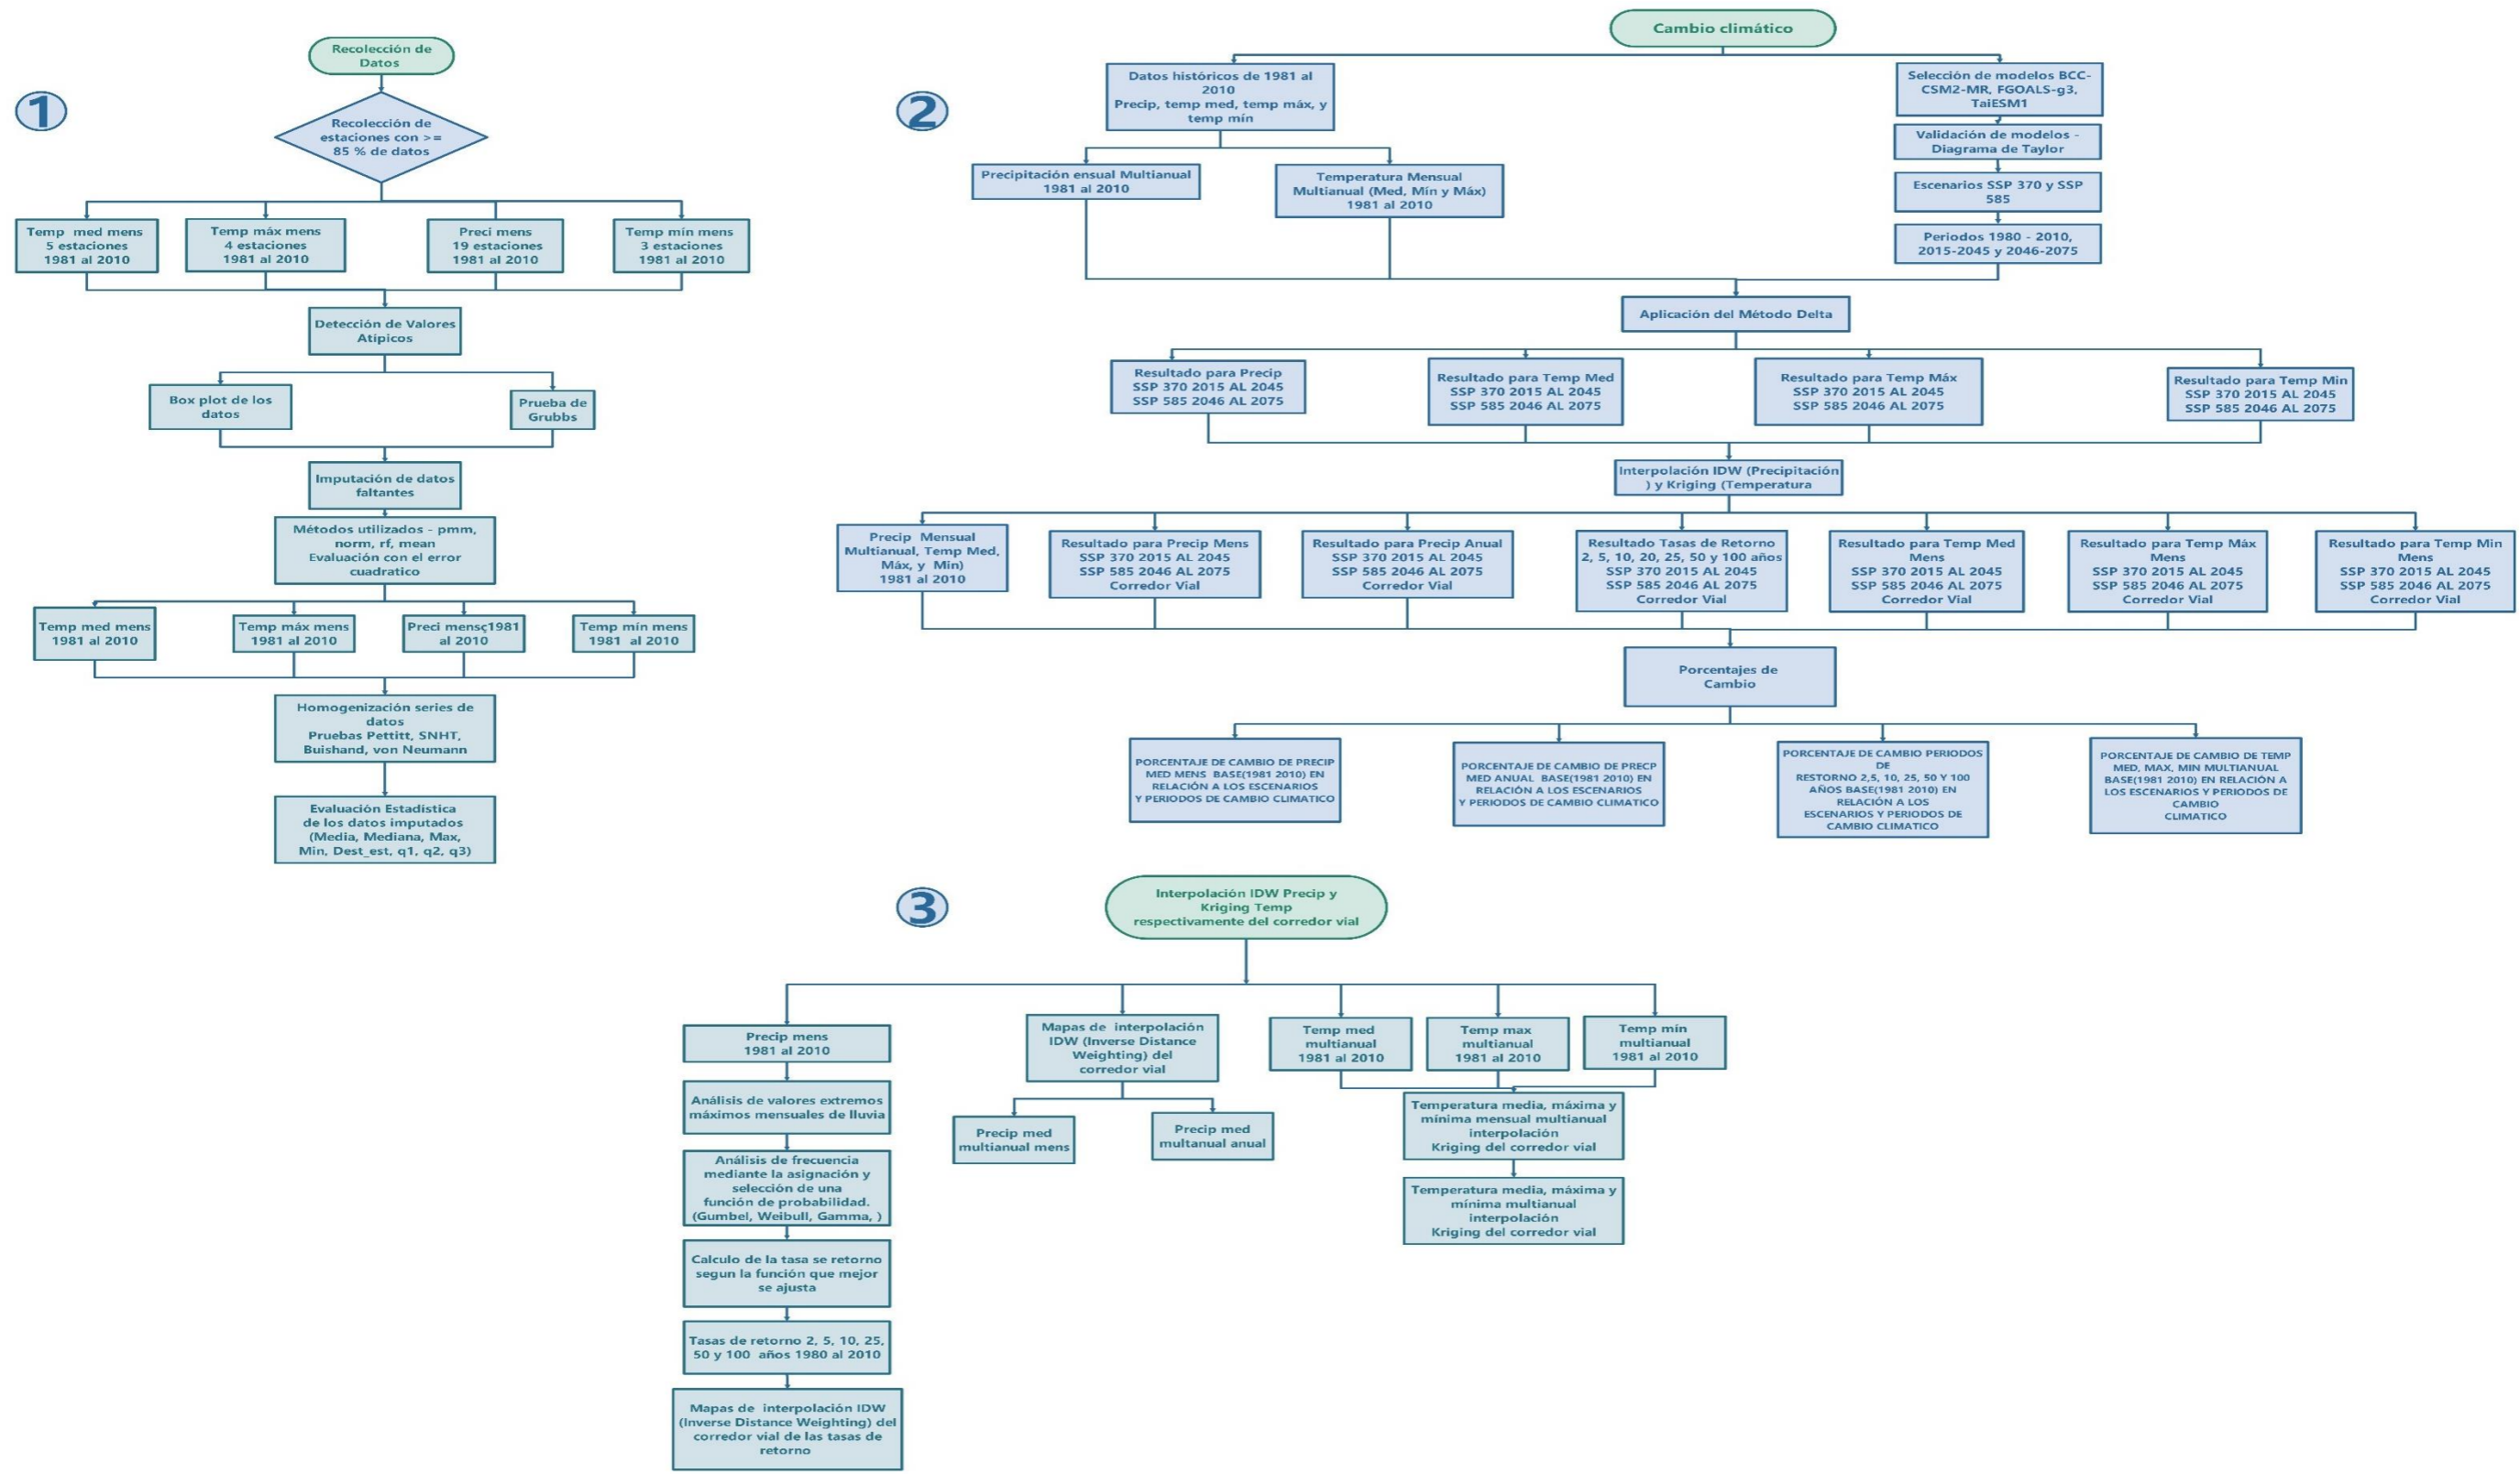 1
Recolección de
Datos
Recolección de
estaciones con >=
85 % de datos
Temp  med mens
5 estaciones
1981 al 2010
Temp máx mens
4 estaciones
1981 al 2010
Preci mens
19 estaciones
1981 al 2010
Temp mín mens
3 estaciones
1981 al 2010
Detección de Valores
Atípicos
Box plot de los
datos
Prueba de
Grubbs
Imputación de datos
faltantes
Métodos utilizados - pmm,
norm, rf, mean
Evaluación con el error
cuadratico
Temp med mens
1981 al 2010
Temp máx mens
1981 al 2010
Preci mensç1981
al 2010
Temp mín mens
1981  al 2010
Homogenización series de
datos
Pruebas Pettitt, SNHT,
Buishand, von Neumann
Evaluación Estadística
de los datos imputados
(Media, Mediana, Max,
Min, Dest_est, q1, q2, q3)
2
Cambio climático
Datos históricos de 1981 al
2010
Precip, temp med, temp máx, y
temp mín
Selección de modelos BCC-
CSM2-MR, FGOALS-g3,
TaiESM1
Validación de modelos -
Diagrama de Taylor
Escenarios SSP 370 y SSP
585
Periodos 1980 - 2010,
2015-2045 y 2046-2075
Precipitación ensual Multianual
1981 al 2010
Temperatura Mensual
Multianual (Med, Mín y Máx)
1981 al 2010
Aplicación del Método Delta
Resultado para Precip
SSP 370 2015 AL 2045
SSP 585 2046 AL 2075
Resultado para Temp Med
SSP 370 2015 AL 2045
SSP 585 2046 AL 2075
Resultado para Temp Máx
SSP 370 2015 AL 2045
SSP 585 2046 AL 2075
Resultado para Temp Min
SSP 370 2015 AL 2045
SSP 585 2046 AL 2075
Interpolación IDW (Precipitación
) y Kriging (Temperatura
Precip  Mensual
Multianual, Temp Med,
Máx, y  Min)
1981 al 2010
Resultado para Precip Mens
SSP 370 2015 AL 2045
SSP 585 2046 AL 2075
Corredor Vial
Resultado para Precip Anual
SSP 370 2015 AL 2045
SSP 585 2046 AL 2075
Corredor Vial
Resultado Tasas de Retorno
2, 5, 10, 20, 25, 50 y 100 años
SSP 370 2015 AL 2045
SSP 585 2046 AL 2075
Corredor Vial
Resultado para Temp Med
Mens
SSP 370 2015 AL 2045
SSP 585 2046 AL 2075
Corredor Vial
Resultado para Temp Máx
Mens
SSP 370 2015 AL 2045
SSP 585 2046 AL 2075
Corredor Vial
Resultado para Temp Min
Mens
SSP 370 2015 AL 2045
SSP 585 2046 AL 2075
Corredor Vial
Porcentajes de
Cambio
PORCENTAJE DE CAMBIO DE PRECIP
MED MENS  BASE(1981 2010) EN
RELACIÓN A LOS ESCENARIOS
Y PERIODOS DE CAMBIO CLIMATICO
PORCENTAJE DE CAMBIO DE PRECP
MED ANUAL  BASE(1981 2010) EN
RELACIÓN A LOS ESCENARIOS
Y PERIODOS DE CAMBIO CLIMATICO
PORCENTAJE DE CAMBIO PERIODOS
DE
RESTORNO 2,5, 10, 25, 50 Y 100
AÑOS BASE(1981 2010) EN
RELACIÓN A LOS
ESCENARIOS Y PERIODOS DE
CAMBIO CLIMATICO
PORCENTAJE DE CAMBIO DE TEMP
MED, MAX, MIN MULTIANUAL
BASE(1981 2010) EN RELACIÓN A
LOS ESCENARIOS Y PERIODOS DE
CAMBIO
CLIMATICO
3
Interpolación IDW Precip y
Kriging Temp
respectivamente del corredor vial
Precip mens
1981 al 2010
Análisis de valores extremos
máximos mensuales de lluvia
Análisis de frecuencia
mediante la asignación y
selección de una
función de probabilidad.
(Gumbel, Weibull, Gamma, )
Calculo de la tasa se retorno
segun la función que mejor
se ajusta
Tasas de retorno 2, 5, 10, 25,
50 y 100  años 1980 al 2010
Mapas de  interpolación IDW
(Inverse Distance Weighting) del
corredor vial de las tasas de
retorno
Mapas de  interpolación
IDW (Inverse Distance
Weighting) del
corredor vial
Precip med
multianual mens
Precip med
multanual anual
Temp med
multianual
1981 al 2010
Temp max
multianual
1981 al 2010
Temp mín
multianual
1981 al 2010
Temperatura media, máxima y
mínima mensual multianual
interpolación
Kriging del corredor vial
Temperatura media, máxima y
mínima multianual
interpolación
Kriging del corredor vial